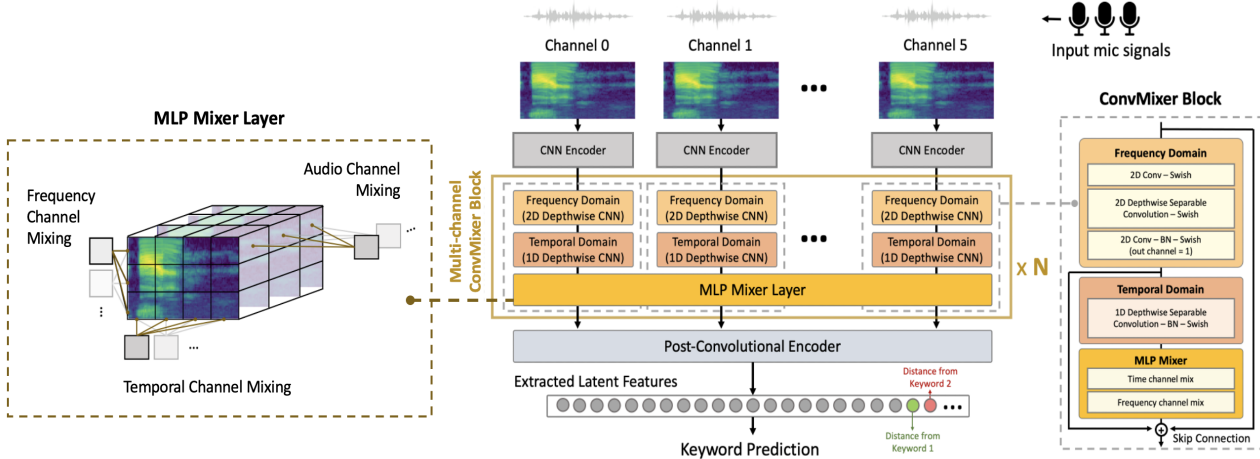 MLP Mixer Layer
Frequency
Channel
Mixing
Audio Channel
Mixing
...
...
...
Temporal Channel Mixing
Channel 0
Channel 1
Channel 5
Input mic signals
...
CNN Encoder
CNN Encoder
CNN Encoder
Multi-channel
ConvMixer Block
Frequency Domain
(2D Depthwise CNN)
Frequency Domain
(2D Depthwise CNN)
Frequency Domain
(2D Depthwise CNN)
Temporal Domain
(1D Depthwise CNN)
Temporal Domain
(1D Depthwise CNN)
...
Temporal Domain
(1D Depthwise CNN)
MLP Mixer Layer
x N
Post-Convolutional Encoder
Extracted Latent Features
Distance from
Keyword 2
...
Distance from
Keyword 1
Keyword Prediction
ConvMixer Block
Frequency Domain
2D Conv – Swish
2D Depthwise Separable
Convolution – Swish
2D Conv – BN – Swish
(out channel = 1)
Temporal Domain
1D Depthwise Separable
Convolution – BN – Swish
MLP Mixer
Time channel mix
Frequency channel mix
+
Skip Connection